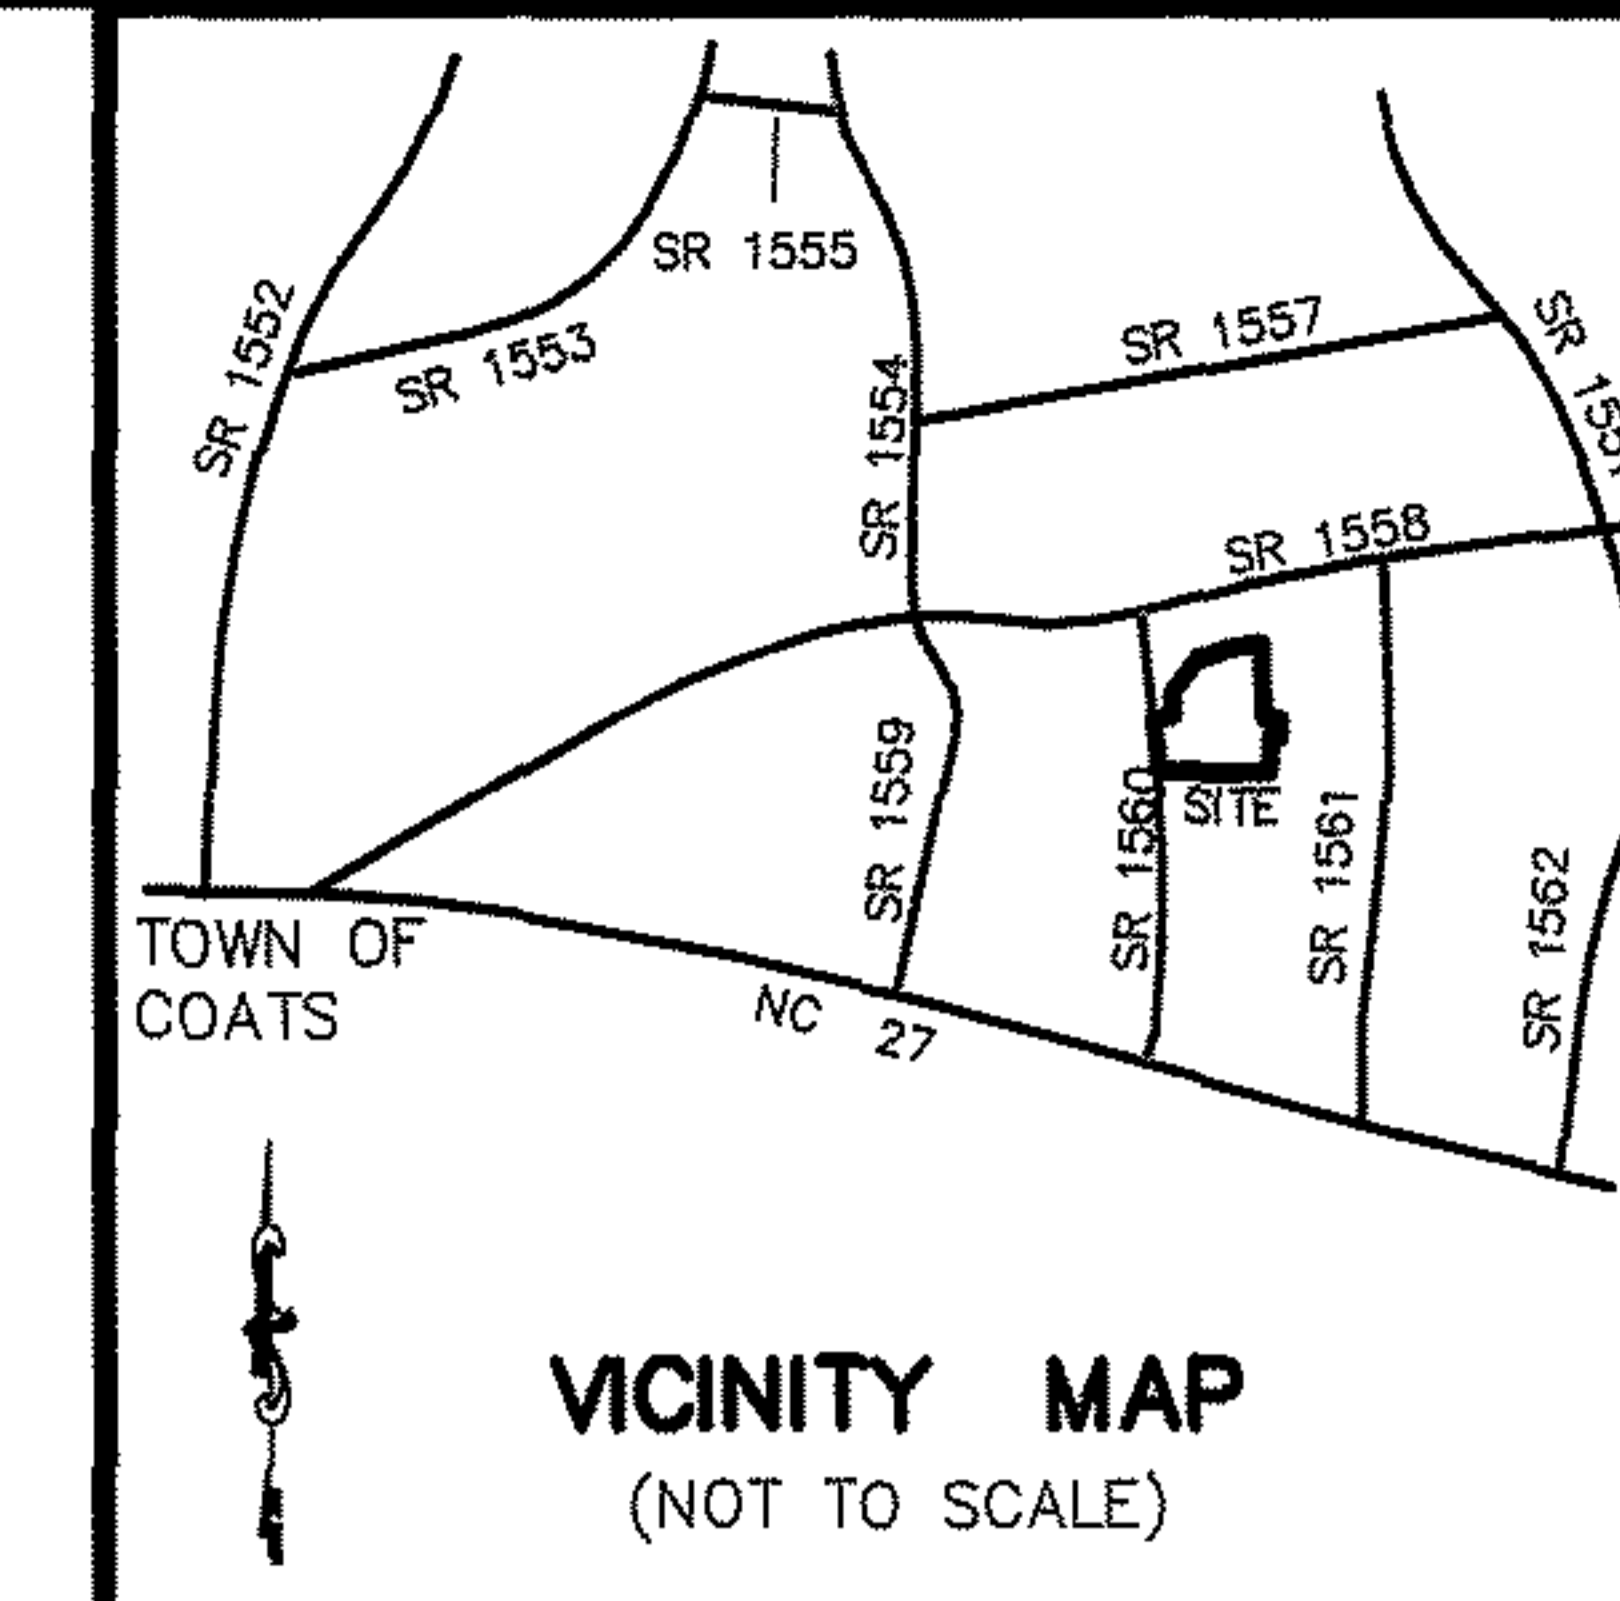 SR 1555
SR 1552
SR 1553
SR 1554
SR 1557
SR
SR 1558
SR 1559
SR 1560
SITE
SR 1561
SR 1562
TOWN OF
COATS
NC 27
VICINITY MAP
(NOT TO SCALE)